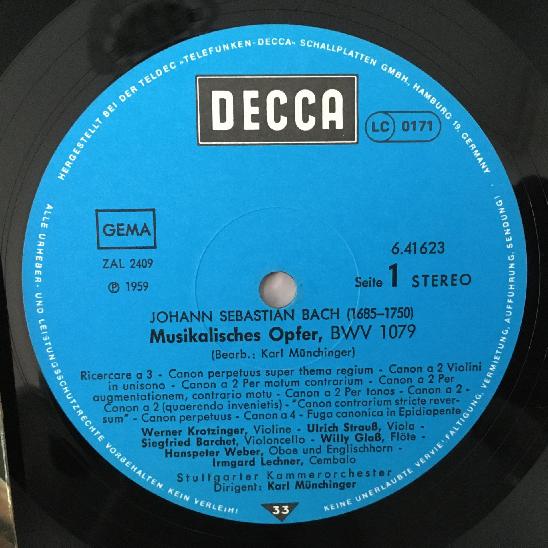 HERGESTELLT BEI DER TELDEC »TELEFUNKEN-DECCA« SCHALLPLATTEN GMBH, HAMBURG 19, GERMANY ·
DECCA
LC 0171
GEMA
ZAL 2409
℗ 1959
6.41623
Seite 1 STEREO
JOHANN SEBASTIAN BACH (1685–1750)
Musikalisches Opfer, BWV 1079
(Bearb.: Karl Münchinger)
Ricercare a 3 - Canon perpetuus super thema regium - Canon a 2 Violini
in unisono - Canon a 2 Per motum contrarium - Canon a 2 Per
augmentationem, contrario motu - Canon a 2 Per Tonos - Canon a 2 -
Canon a 2 (quaerendo invenietis) - "Canon contrarium stricte rever-
sum" - Canon perpetuus - Canon a 4 - Fuga canonica in Epidiapente
Werner Krotzinger, Violine - Ulrich Strauß, Viola -
Siegfried Barchet, Violoncello - Willy Glaß, Flöte -
Hanspeter Weber, Oboe und Englischhorn -
Irmgard Lechner, Cembalo
Stuttgarter Kammerorchester
Dirigent: Karl Münchinger
33
ALLE URHEBER- UND LEISTUNGSSCHUTZRECHTE VORBEHALTEN · KEIN VERLEIH!
KEINE UNERLAUBTE VERVIELFÄLTIGUNG, VERMIETUNG, AUFFÜHRUNG, SENDUNG!